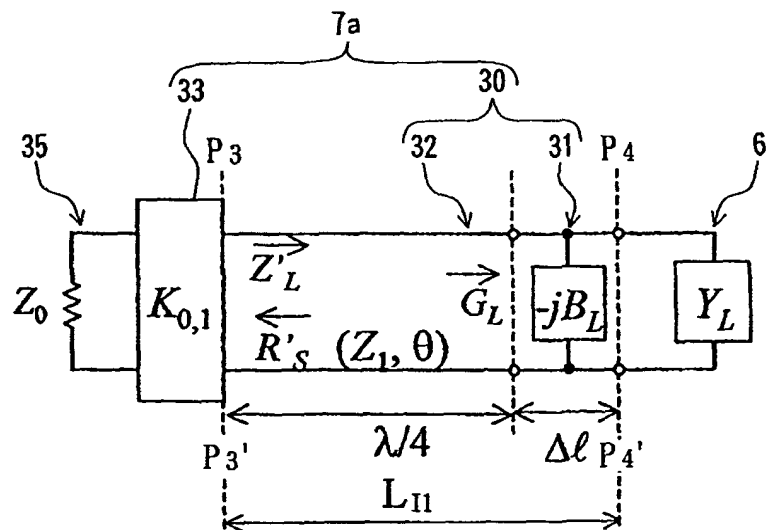 7a
33 30
35 P3 32 31 P4 6
Z0 K0,1 Z'L GL -jBL YL
R'S (Z1, θ)
P3' λ/4 Δℓ P4'
LI1